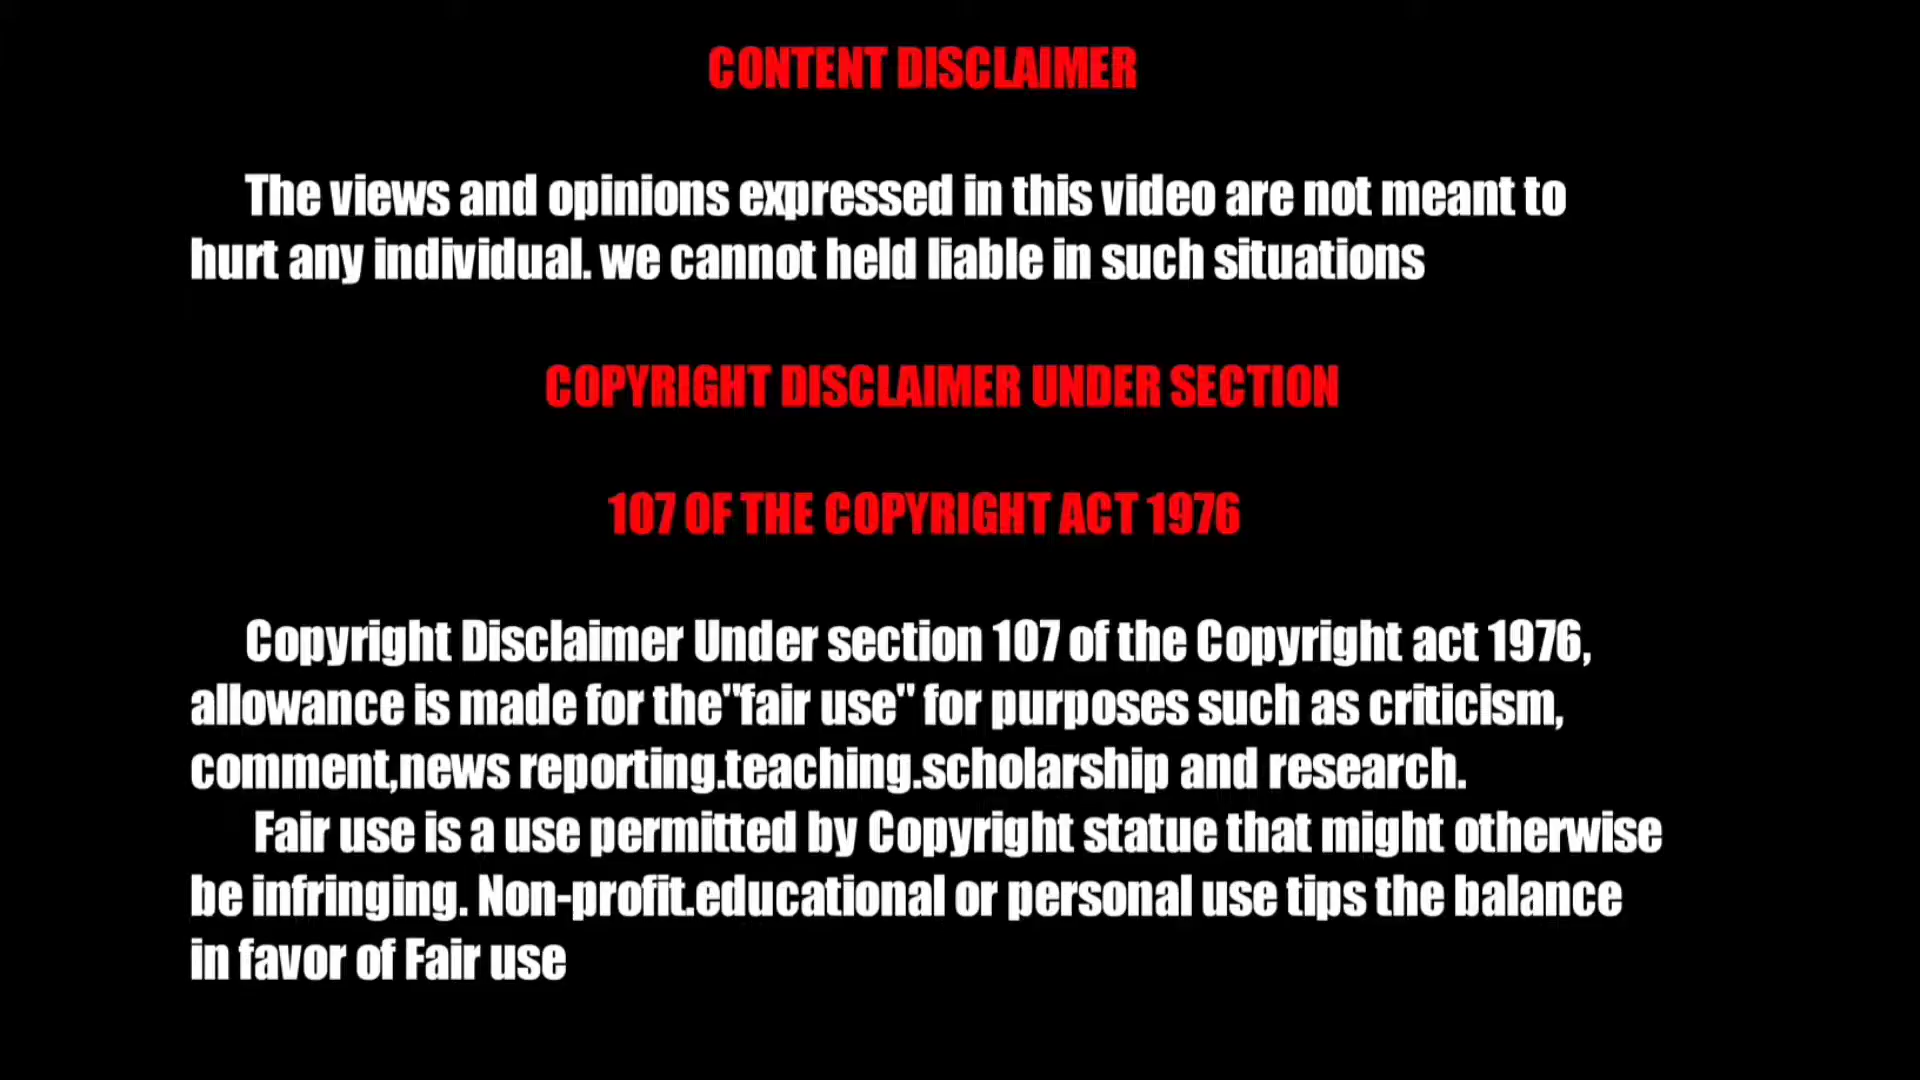 CONTENT DISCLAIMER
The views and opinions expressed in this video are not meant to
hurt any individual. we cannot held liable in such situations
COPYRIGHT DISCLAIMER UNDER SECTION
107 OF THE COPYRIGHT ACT 1976
Copyright Disclaimer Under section 107 of the Copyright act 1976,
allowance is made for the"fair use" for purposes such as criticism,
comment,news reporting.teaching.scholarship and research.
Fair use is a use permitted by Copyright statue that might otherwise
be infringing. Non-profit.educational or personal use tips the balance
in favor of Fair use